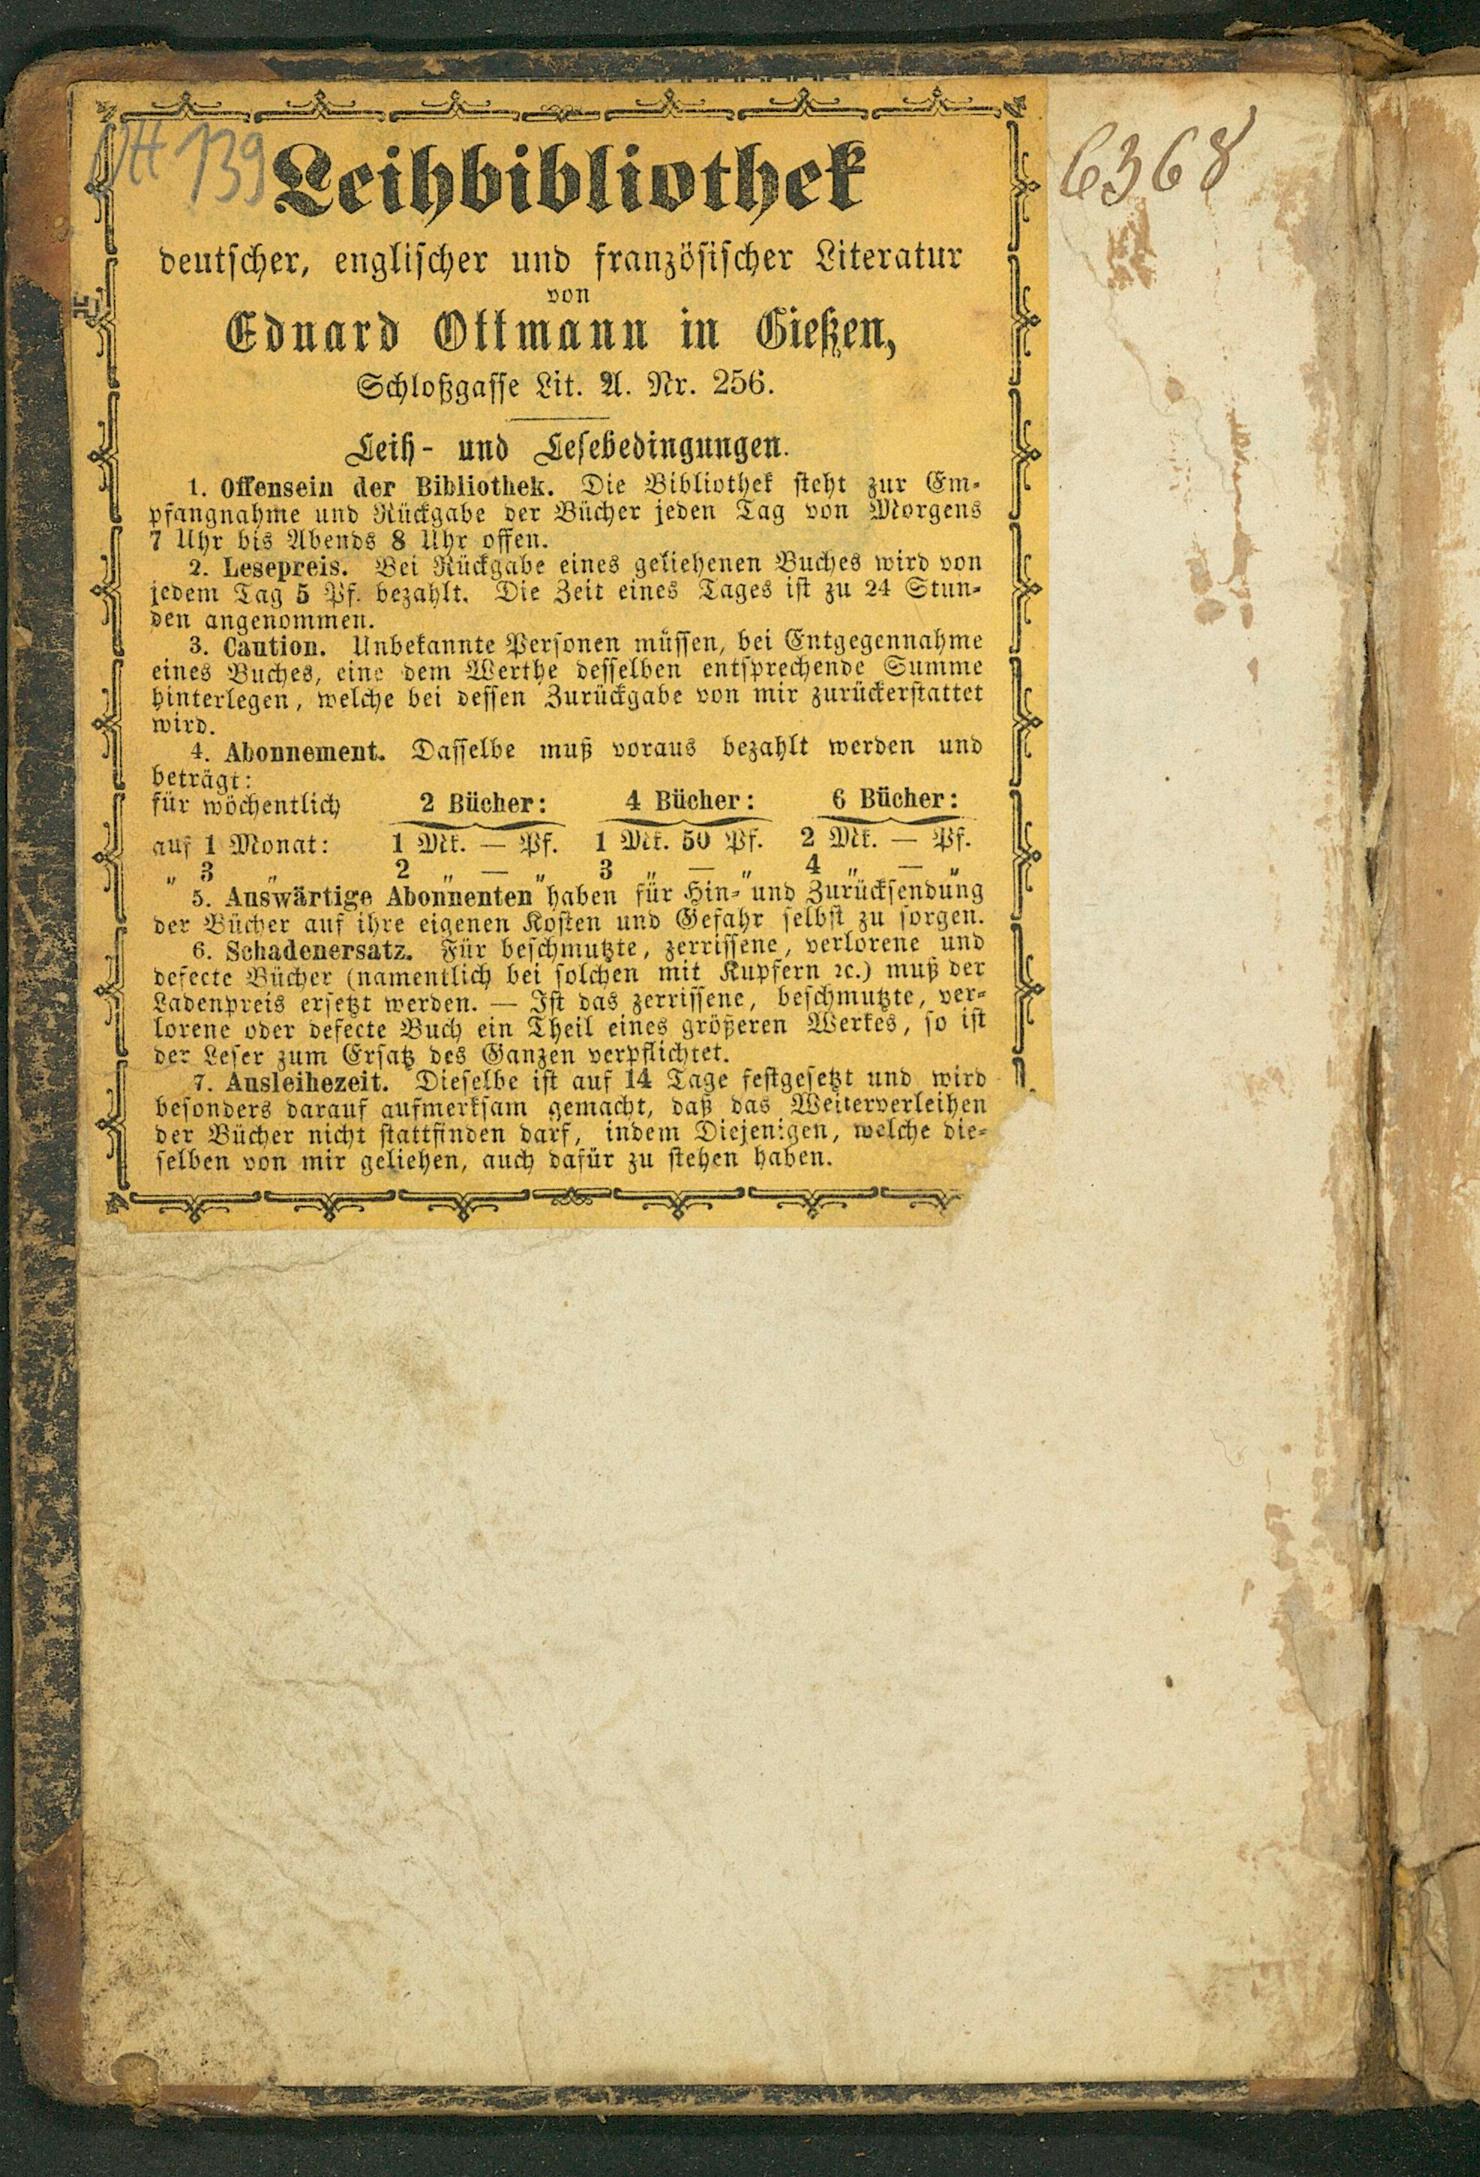 139
6368
Leihbibliothek
deutscher, englischer und französischer Literatur
von
Eduard Ottmann in Gießen,
Schloßgasse Lit. A. Nr. 256.
Leih- und Lesebedingungen.
1. Offensein der Bibliothek. Die Bibliothek steht zur Em-
pfangnahme und Rückgabe der Bücher jeden Tag von Morgens
7 Uhr bis Abends 8 Uhr offen.
2. Lesepreis. Bei Rückgabe eines geliehenen Buches wird von
jedem Tag 5 Pf. bezahlt. Die Zeit eines Tages ist zu 24 Stun-
den angenommen.
3. Caution. Unbekannte Personen müssen, bei Entgegennahme
eines Buches, eine dem Werthe desselben entsprechende Summe
hinterlegen, welche bei dessen Zurückgabe von mir zurückerstattet
wird.
4. Abonnement. Dasselbe muß voraus bezahlt werden und
beträgt:
für wöchentlich 2 Bücher: 4 Bücher: 6 Bücher:
auf 1 Monat: 1 Mk. — Pf. 1 Mk. 50 Pf. 2 Mk. — Pf.
„ 3 „ 2 „ — „ 3 „ — „ 4 „ — „
5. Auswärtige Abonnenten haben für Hin- und Zurücksendung
der Bücher auf ihre eigenen Kosten und Gefahr selbst zu sorgen.
6. Schadenersatz. Für beschmutzte, zerrissene, verlorene und
defecte Bücher (namentlich bei solchen mit Kupfern ꝛc.) muß der
Ladenpreis ersetzt werden. — Ist das zerrissene, beschmutzte, ver-
lorene oder defecte Buch ein Theil eines größeren Werkes, so ist
der Leser zum Ersatz des Ganzen verpflichtet.
7. Ausleihezeit. Dieselbe ist auf 14 Tage festgesetzt und wird
besonders darauf aufmerksam gemacht, daß das Weiterverleihen
der Bücher nicht stattfinden darf, indem Diejenigen, welche die-
selben von mir geliehen, auch dafür zu stehen haben.